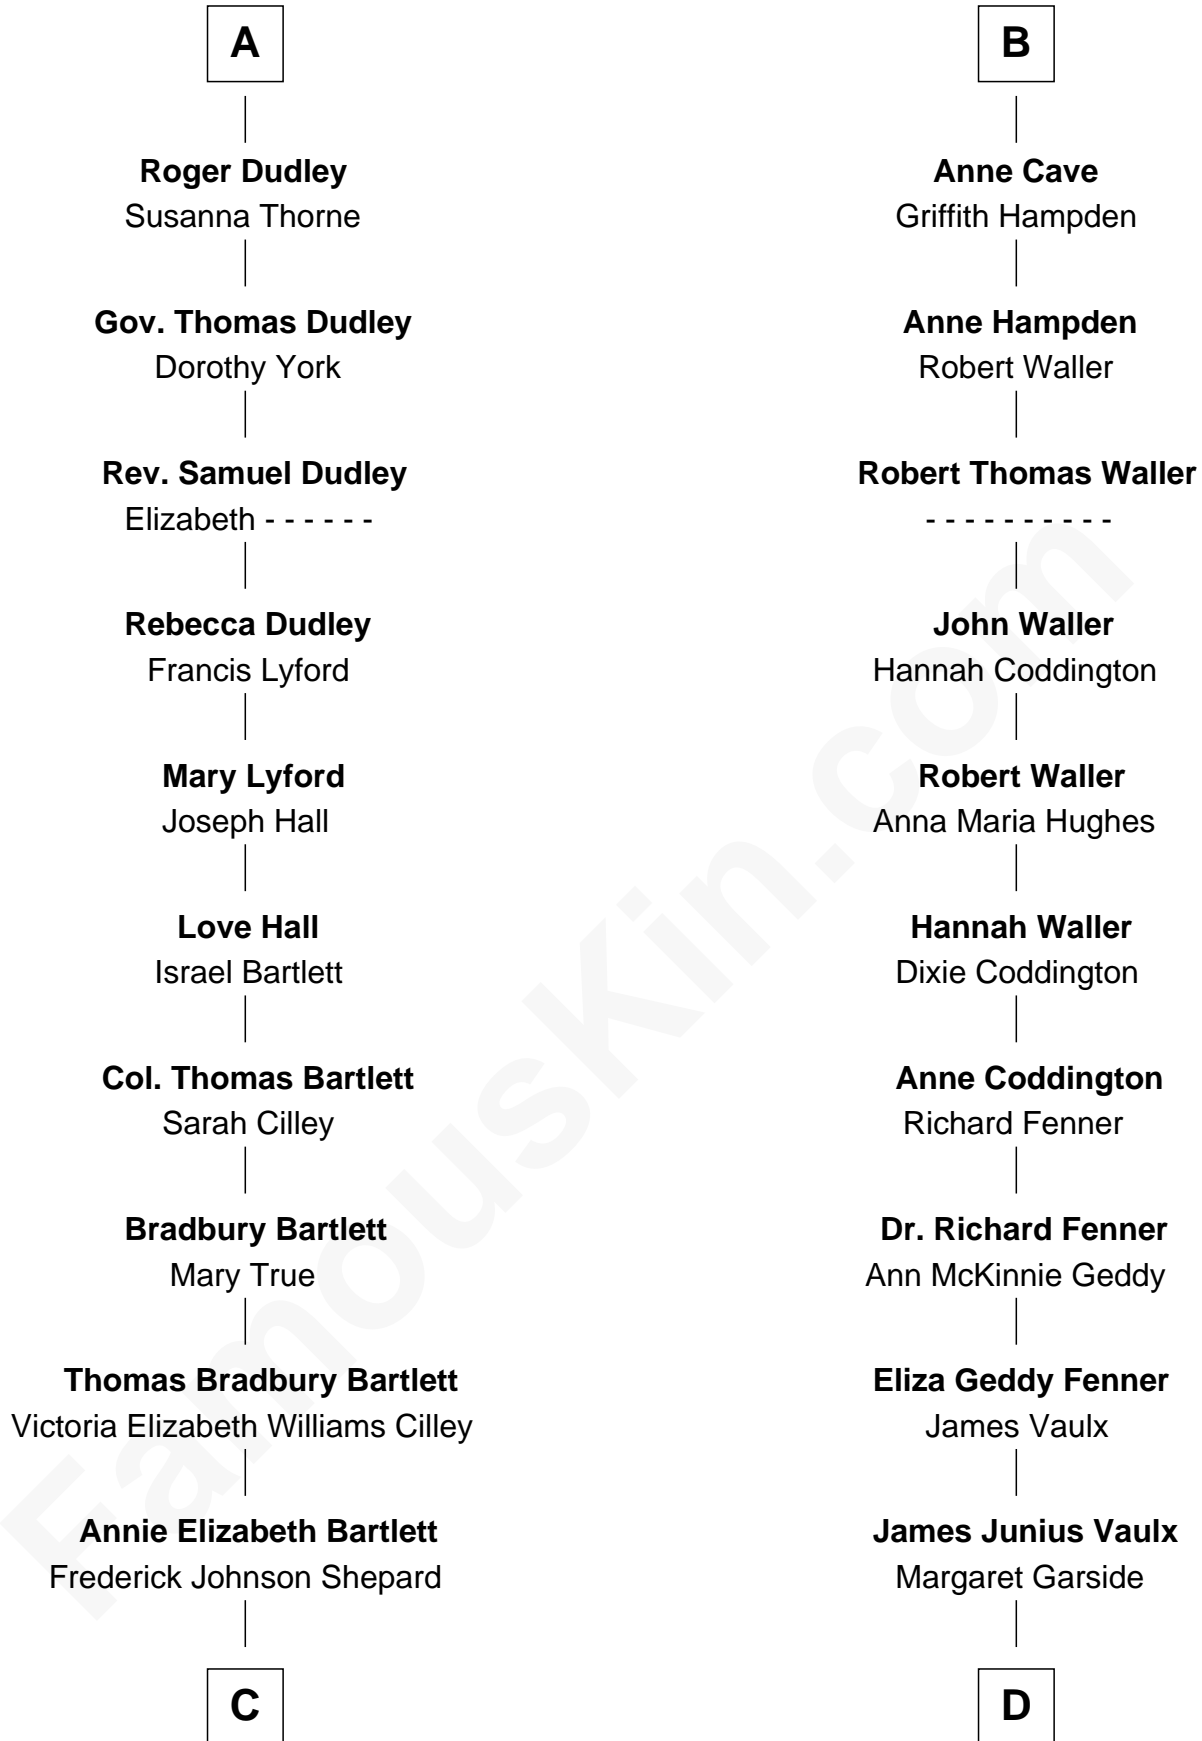 A
Roger Dudley
Susanna Thorne
Gov. Thomas Dudley
Dorothy York
Rev. Samuel Dudley
Elizabeth - - - - - -
Rebecca Dudley
Francis Lyford
Mary Lyford
Joseph Hall
Love Hall
Israel Bartlett
Col. Thomas Bartlett
Sarah Cilley
Bradbury Bartlett
Mary True
Thomas Bradbury Bartlett
Victoria Elizabeth Williams Cilley
Annie Elizabeth Bartlett
Frederick Johnson Shepard
C
B
Anne Cave
Griffith Hampden
Anne Hampden
Robert Waller
Robert Thomas Waller
- - - - - - - - - -
John Waller
Hannah Coddington
Robert Waller
Anna Maria Hughes
Hannah Waller
Dixie Coddington
Anne Coddington
Richard Fenner
Dr. Richard Fenner
Ann McKinnie Geddy
Eliza Geddy Fenner
James Vaulx
James Junius Vaulx
Margaret Garside
D
FamousKin.com